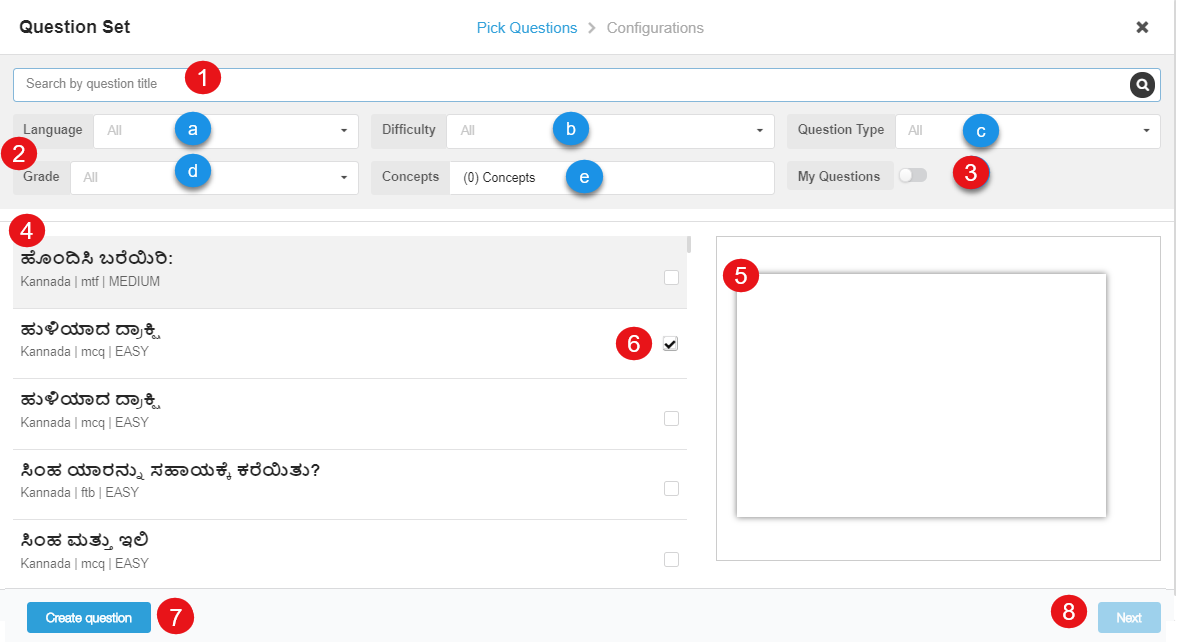 Question Set Pick Questions > Configurations ×
Search by question title 1
Language All a Difficulty All b Question Type All c
2
Grade All d Concepts (0) Concepts e My Questions 3
4
ಹೊಂದಿಸಿ ಬರೆಯಿರಿ:
Kannada | mtf | MEDIUM
5
ಹುಳಿಯಾದ ದ್ರಾಕ್ಷಿ
Kannada | mcq | EASY
6
ಹುಳಿಯಾದ ದ್ರಾಕ್ಷಿ
Kannada | mcq | EASY
ಸಿಂಹ ಯಾರನ್ನು ಸಹಾಯಕ್ಕೆ ಕರೆಯಿತು?
Kannada | ftb | EASY
ಸಿಂಹ ಮತ್ತು ಇಲಿ
Kannada | mcq | EASY
Create question 7 8 Next